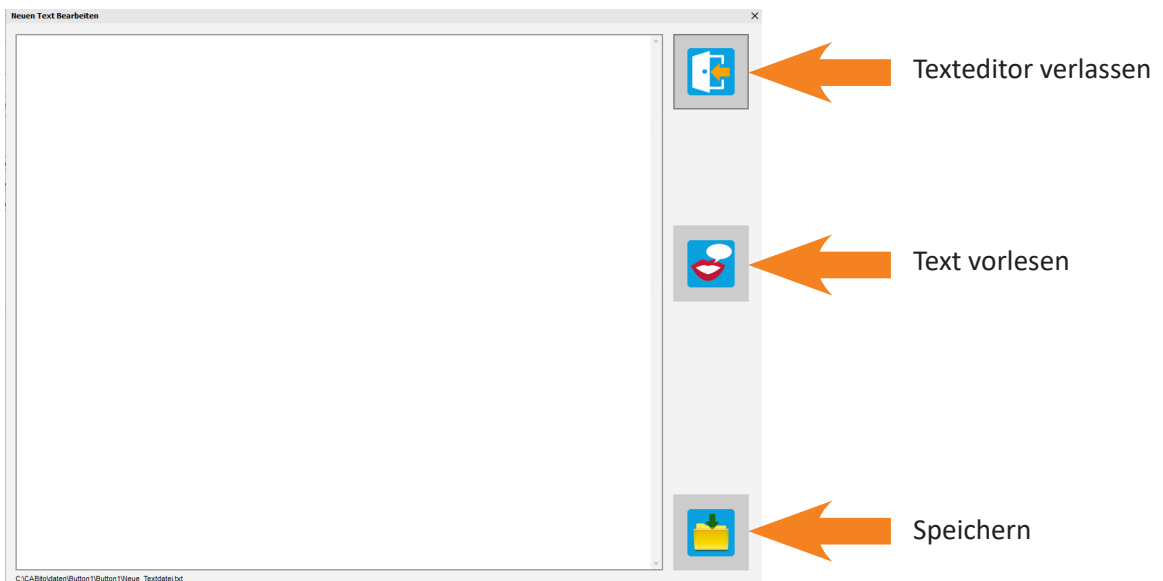 Neuen Text Bearbeiten
Texteditor verlassen
Text vorlesen
Speichern
C:\CABito\daten\Button1\Button1\Neue_Textdatei.txt